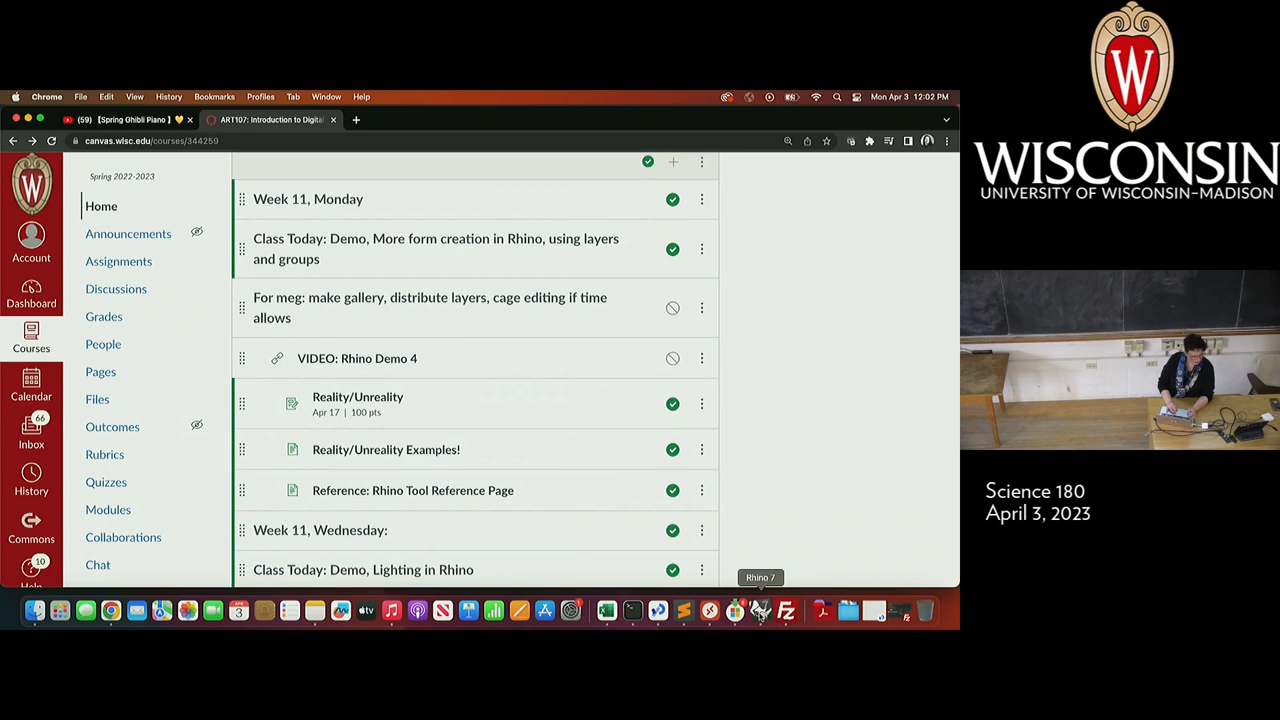 Chrome File Edit View History Bookmarks Profiles Tab Window Help Mon Apr 3 12:02 PM
(59) 【Spring Ghibli Piano 】
ART107: Introduction to Digita
canvas.wisc.edu/courses/344259
Spring 2022-2023
Home
Announcements
Assignments
Discussions
Grades
People
Pages
Files
Outcomes
Rubrics
Quizzes
Modules
Collaborations
Chat
Account
Dashboard
Courses
Calendar
66
Inbox
History
Commons
10
Help
Week 11, Monday
Class Today: Demo, More form creation in Rhino, using layers
and groups
For meg: make gallery, distribute layers, cage editing if time
allows
VIDEO: Rhino Demo 4
Reality/Unreality
Apr 17 | 100 pts
Reality/Unreality Examples!
Reference: Rhino Tool Reference Page
Week 11, Wednesday:
Class Today: Demo, Lighting in Rhino
Rhino 7
W
WISCONSIN
UNIVERSITY OF WISCONSIN–MADISON
Science 180
April 3, 2023